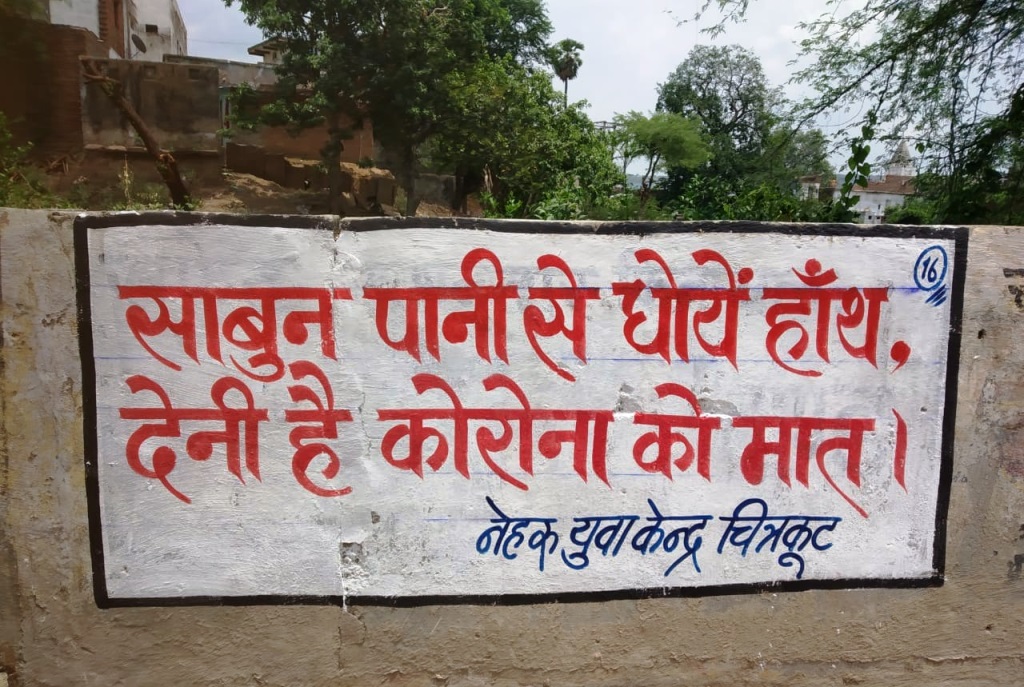 16
साबुन पानी से धोयें हाँथ,
देनी है कोरोना को मात।
नेहरू युवा केन्द्र चित्रकूट